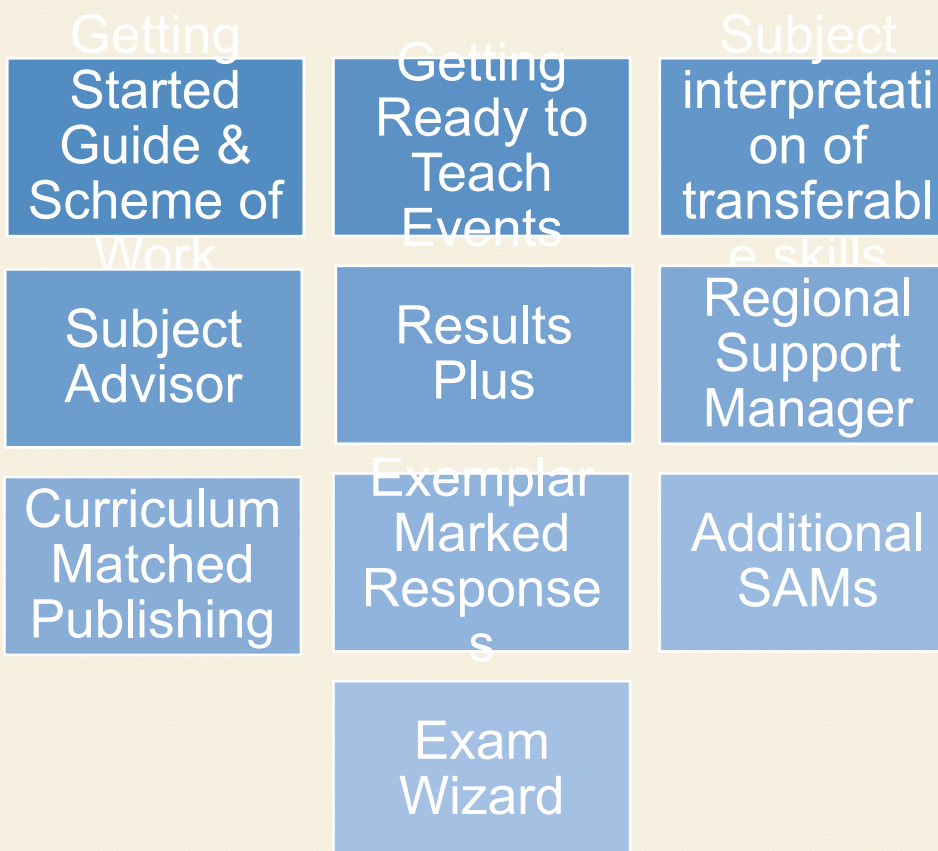 Getting
Started
Guide &
Scheme of
Work
Getting
Ready to
Teach
Events
Subject
interpretati
on of
transferabl
e skills
Subject
Advisor
Results
Plus
Regional
Support
Manager
Curriculum
Matched
Publishing
Exemplar
Marked
Response
s
Additional
SAMs
Exam
Wizard